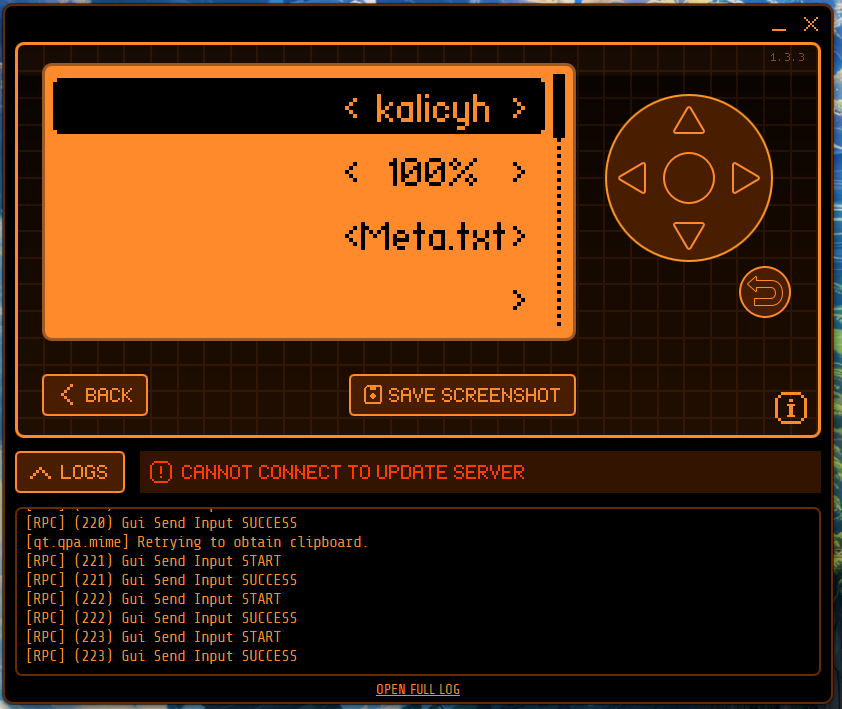 1.3.3
< kalicyh >
< 100% >
<Meta.txt>
>
BACK
SAVE SCREENSHOT
LOGS
CANNOT CONNECT TO UPDATE SERVER
[RPC] (220) Gui Send Input SUCCESS
[qt.qpa.mime] Retrying to obtain clipboard.
[RPC] (221) Gui Send Input START
[RPC] (221) Gui Send Input SUCCESS
[RPC] (222) Gui Send Input START
[RPC] (222) Gui Send Input SUCCESS
[RPC] (223) Gui Send Input START
[RPC] (223) Gui Send Input SUCCESS
OPEN FULL LOG